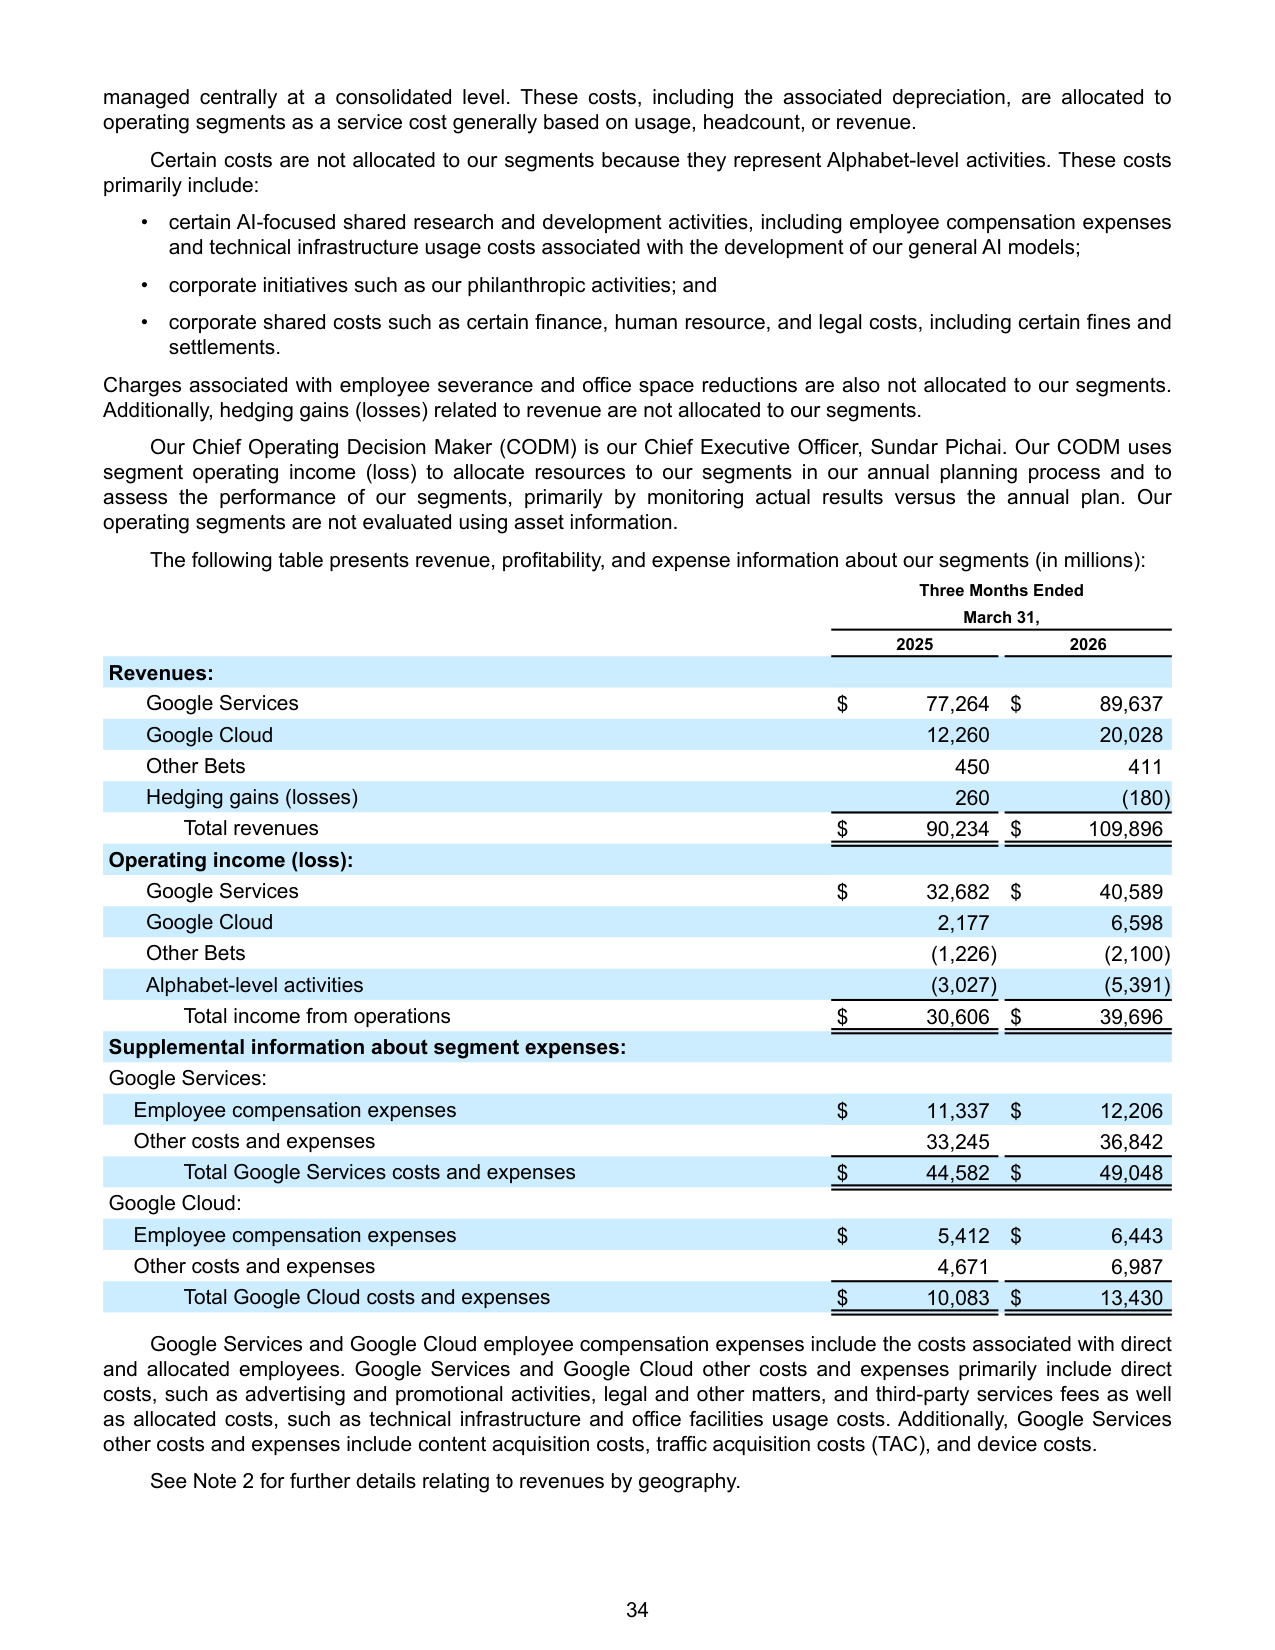 managed centrally at a consolidated level. These costs, including the associated depreciation, are allocated to
operating segments as a service cost generally based on usage, headcount, or revenue.
Certain costs are not allocated to our segments because they represent Alphabet-level activities. These costs
primarily include:
• certain AI-focused shared research and development activities, including employee compensation expenses
and technical infrastructure usage costs associated with the development of our general AI models;
• corporate initiatives such as our philanthropic activities; and
• corporate shared costs such as certain finance, human resource, and legal costs, including certain fines and
settlements.
Charges associated with employee severance and office space reductions are also not allocated to our segments.
Additionally, hedging gains (losses) related to revenue are not allocated to our segments.
Our Chief Operating Decision Maker (CODM) is our Chief Executive Officer, Sundar Pichai. Our CODM uses
segment operating income (loss) to allocate resources to our segments in our annual planning process and to
assess the performance of our segments, primarily by monitoring actual results versus the annual plan. Our
operating segments are not evaluated using asset information.
The following table presents revenue, profitability, and expense information about our segments (in millions):
Three Months Ended
March 31,
2025 2026
Revenues:
Google Services $ 77,264 $ 89,637
Google Cloud 12,260 20,028
Other Bets 450 411
Hedging gains (losses) 260 (180)
Total revenues $ 90,234 $ 109,896
Operating income (loss):
Google Services $ 32,682 $ 40,589
Google Cloud 2,177 6,598
Other Bets (1,226) (2,100)
Alphabet-level activities (3,027) (5,391)
Total income from operations $ 30,606 $ 39,696
Supplemental information about segment expenses:
Google Services:
Employee compensation expenses $ 11,337 $ 12,206
Other costs and expenses 33,245 36,842
Total Google Services costs and expenses $ 44,582 $ 49,048
Google Cloud:
Employee compensation expenses $ 5,412 $ 6,443
Other costs and expenses 4,671 6,987
Total Google Cloud costs and expenses $ 10,083 $ 13,430
Google Services and Google Cloud employee compensation expenses include the costs associated with direct
and allocated employees. Google Services and Google Cloud other costs and expenses primarily include direct
costs, such as advertising and promotional activities, legal and other matters, and third-party services fees as well
as allocated costs, such as technical infrastructure and office facilities usage costs. Additionally, Google Services
other costs and expenses include content acquisition costs, traffic acquisition costs (TAC), and device costs.
See Note 2 for further details relating to revenues by geography.
34